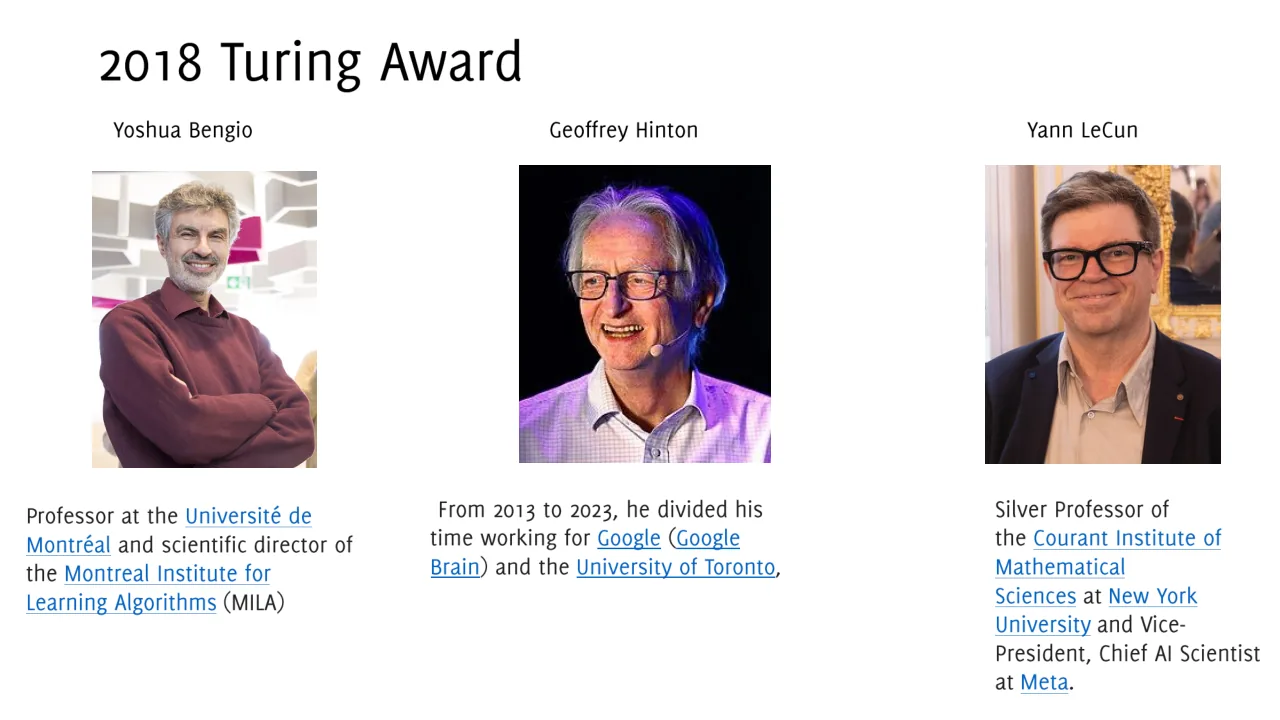 2018 Turing Award
Yoshua Bengio
Geoffrey Hinton
Yann LeCun
Professor at the Université de
Montréal and scientific director of
the Montreal Institute for
Learning Algorithms (MILA)
From 2013 to 2023, he divided his
time working for Google (Google
Brain) and the University of Toronto,
Silver Professor of
the Courant Institute of
Mathematical
Sciences at New York
University and Vice-
President, Chief AI Scientist
at Meta.